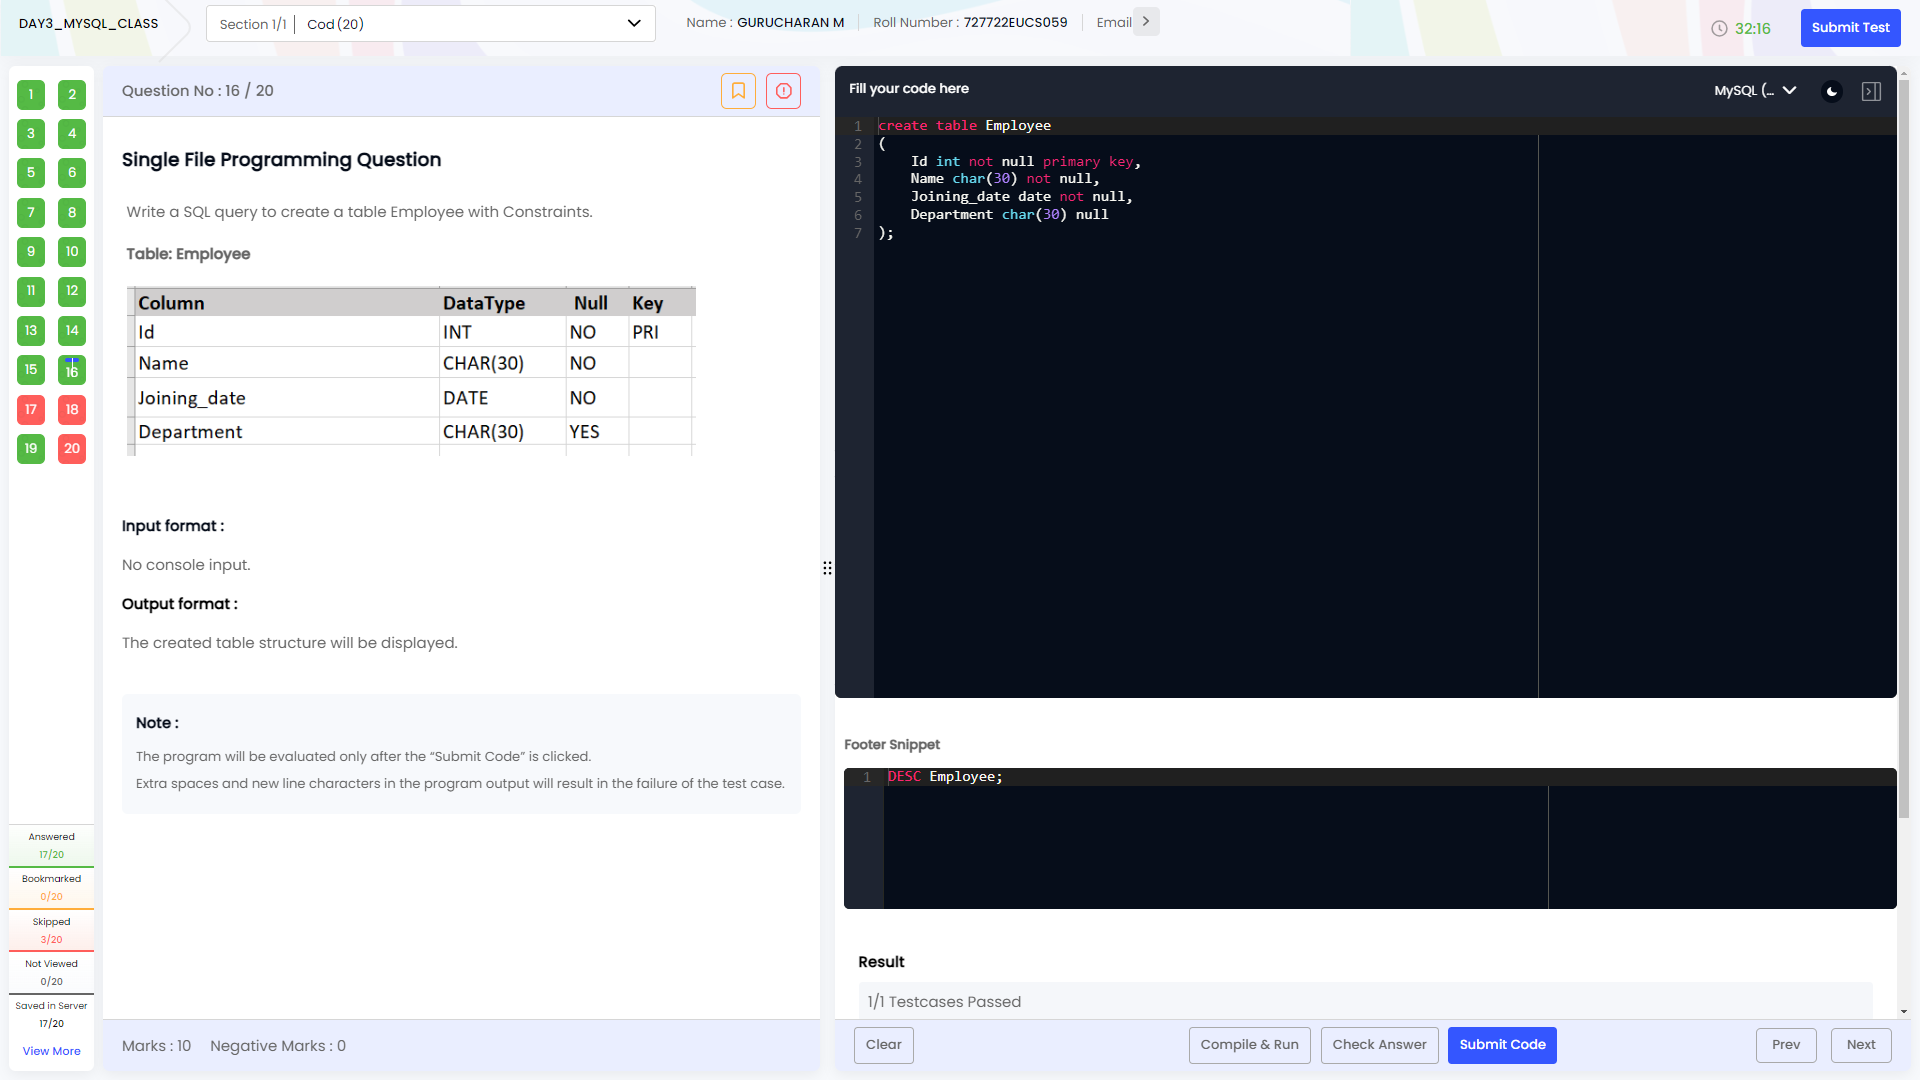 DAY3_MYSQL_CLASS
Section 1/1 | Cod (20)
Name : GURUCHARAN M
Roll Number : 727722EUCS059
Email
32:16
Submit Test
1 2
3 4
5 6
7 8
9 10
11 12
13 14
15 16
17 18
19 20
Answered
17/20
Bookmarked
0/20
Skipped
3/20
Not Viewed
0/20
Saved in Server
17/20
View More
Question No : 16 / 20
Single File Programming Question
Write a SQL query to create a table Employee with Constraints.
Table: Employee
Column DataType Null Key
Id INT NO PRI
Name CHAR(30) NO
Joining_date DATE NO
Department CHAR(30) YES
Input format :
No console input.
Output format :
The created table structure will be displayed.
Note :
The program will be evaluated only after the “Submit Code” is clicked.
Extra spaces and new line characters in the program output will result in the failure of the test case.
Marks : 10 Negative Marks : 0
Fill your code here
MySQL (...
1 create table Employee
2 (
3     Id int not null primary key,
4     Name char(30) not null,
5     Joining_date date not null,
6     Department char(30) null
7 );
Footer Snippet
1 DESC Employee;
Result
1/1 Testcases Passed
Clear
Compile & Run
Check Answer
Submit Code
Prev
Next